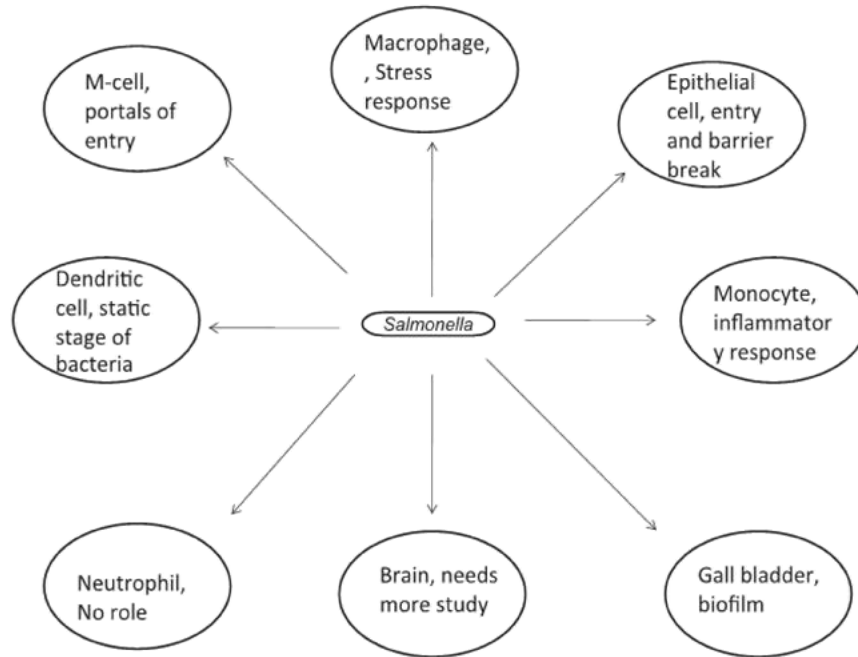 Macrophage,
, Stress
response
M-cell,
portals of
entry
Epithelial
cell, entry
and barrier
break
Dendritic
cell, static
stage of
bacteria
Salmonella
Monocyte,
inflammator
y response
Neutrophil,
No role
Brain, needs
more study
Gall bladder,
biofilm